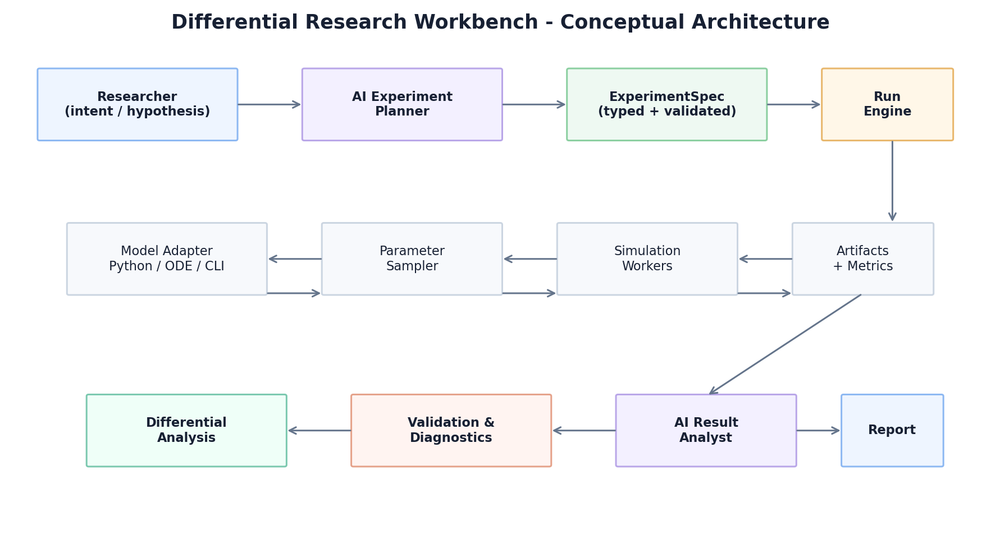 Differential Research Workbench - Conceptual Architecture
Researcher
(intent / hypothesis)
AI Experiment
Planner
ExperimentSpec
(typed + validated)
Run
Engine
Model Adapter
Python / ODE / CLI
Parameter
Sampler
Simulation
Workers
Artifacts
+ Metrics
Differential
Analysis
Validation &
Diagnostics
AI Result
Analyst
Report